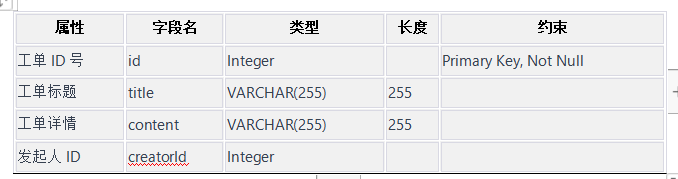 属性 字段名 类型 长度 约束
工单 ID 号 id Integer Primary Key, Not Null
工单标题 title VARCHAR(255) 255
工单详情 content VARCHAR(255) 255
发起人 ID creatorId Integer